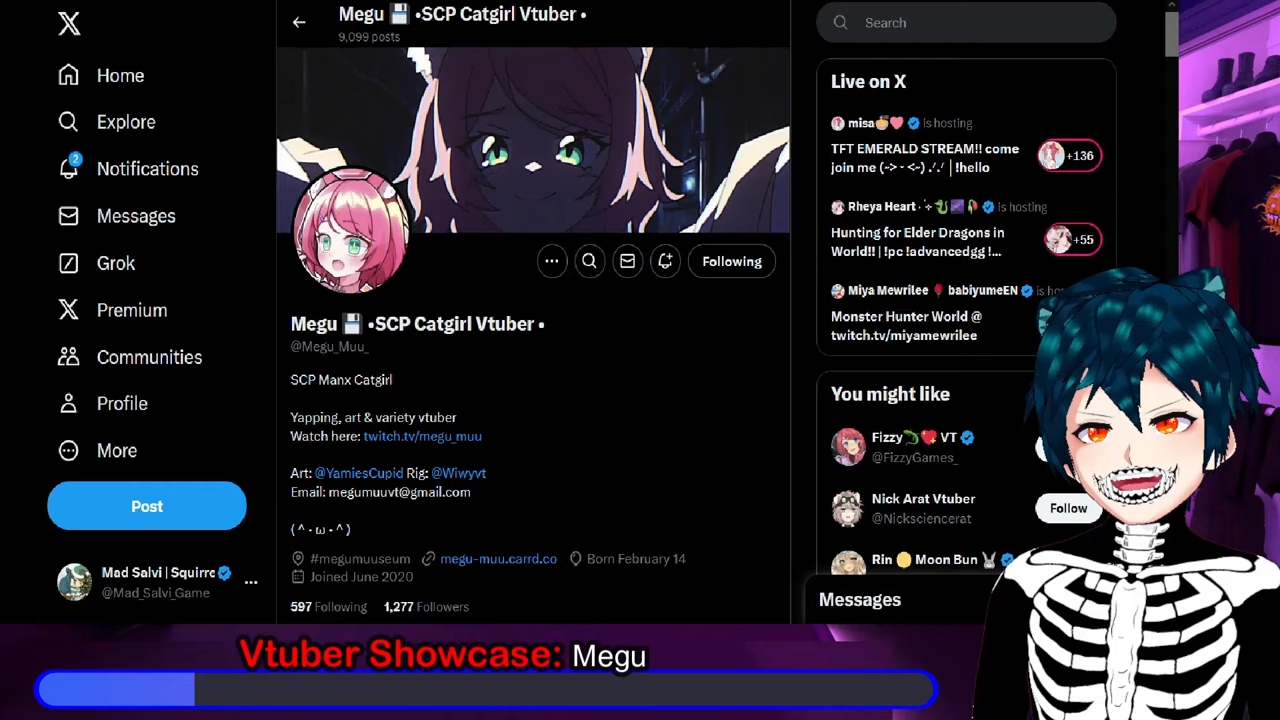 Home
Explore
2
Notifications
Messages
Grok
Premium
Communities
Profile
More
Post
Mad Salvi | Squirre
@Mad_Salvi_Game
Megu 💾 •SCP Catgirl Vtuber •
9,099 posts
Following
Megu 💾 •SCP Catgirl Vtuber •
@Megu_Muu_
SCP Manx Catgirl
Yapping, art & variety vtuber
Watch here: twitch.tv/megu_muu
Art: @YamiesCupid Rig: @Wiwyvt
Email: megumuuvt@gmail.com
( ^ • ω • ^ )
#megumuuseum megu-muu.carrd.co Born February 14
Joined June 2020
597 Following 1,277 Followers
Search
Live on X
misa🍜❤️ is hosting
TFT EMERALD STREAM!! come
join me (˃ ᵕ ˂) .ᐟ.ᐟ | !hello
+136
Rheya Heart is hosting
Hunting for Elder Dragons in
World!! | !pc !advancedgg !...
+55
Miya Mewrilee 🌹 babiyumeEN is hos
Monster Hunter World @
twitch.tv/miyamewrilee
You might like
Fizzy🦖❤️ VT
@FizzyGames_
Nick Arat Vtuber
@Nicksciencerat
Follow
Rin 🟡 Moon Bun 🐰
Messages
Vtuber Showcase: Megu